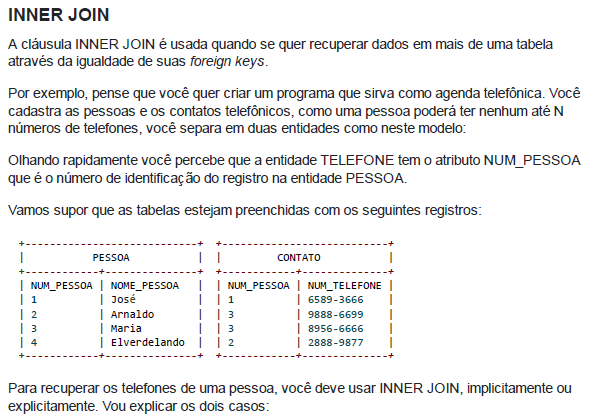 INNER JOIN
A cláusula INNER JOIN é usada quando se quer recuperar dados em mais de uma tabela
através da igualdade de suas foreign keys.
Por exemplo, pense que você quer criar um programa que sirva como agenda telefônica. Você
cadastra as pessoas e os contatos telefônicos, como uma pessoa poderá ter nenhum até N
números de telefones, você separa em duas entidades como neste modelo:
Olhando rapidamente você percebe que a entidade TELEFONE tem o atributo NUM_PESSOA
que é o número de identificação do registro na entidade PESSOA.
Vamos supor que as tabelas estejam preenchidas com os seguintes registros:
+----------------------------+  +---------------------------+
|           PESSOA           |  |         CONTATO           |
+------------+---------------+  +------------+--------------+
| NUM_PESSOA | NOME_PESSOA   |  | NUM_PESSOA | NUM_TELEFONE |
| 1          | José          |  | 1          | 6589-3666    |
| 2          | Arnaldo       |  | 3          | 9888-6699    |
| 3          | Maria         |  | 3          | 8956-6666    |
| 4          | Elverdelando  |  | 2          | 2888-9877    |
+------------+---------------+  +------------+--------------+
Para recuperar os telefones de uma pessoa, você deve usar INNER JOIN, implicitamente ou
explicitamente. Vou explicar os dois casos: